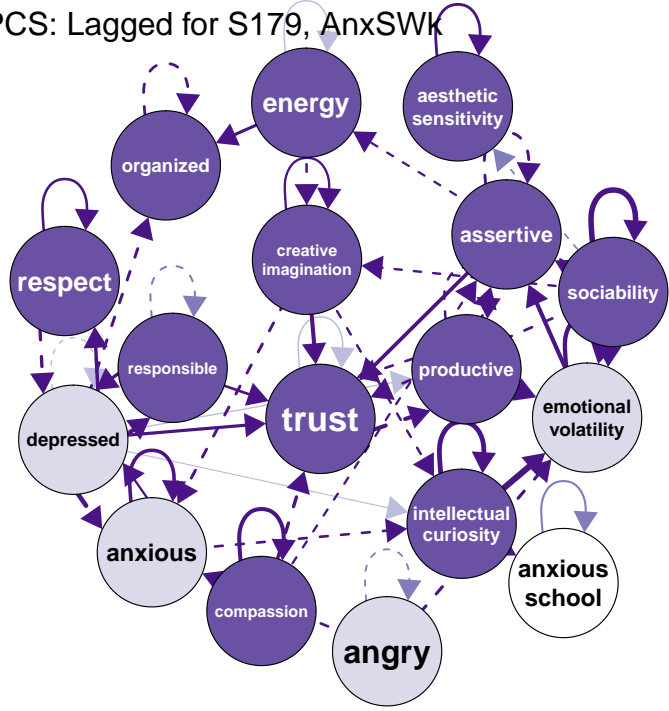 PCS: Lagged for S179, AnxSWk
energy
aesthetic
sensitivity
organized
assertive
creative
imagination
respect
sociability
responsible
productive
trust
emotional
volatility
depressed
intellectual
curiosity
anxious
anxious
school
compassion
angry